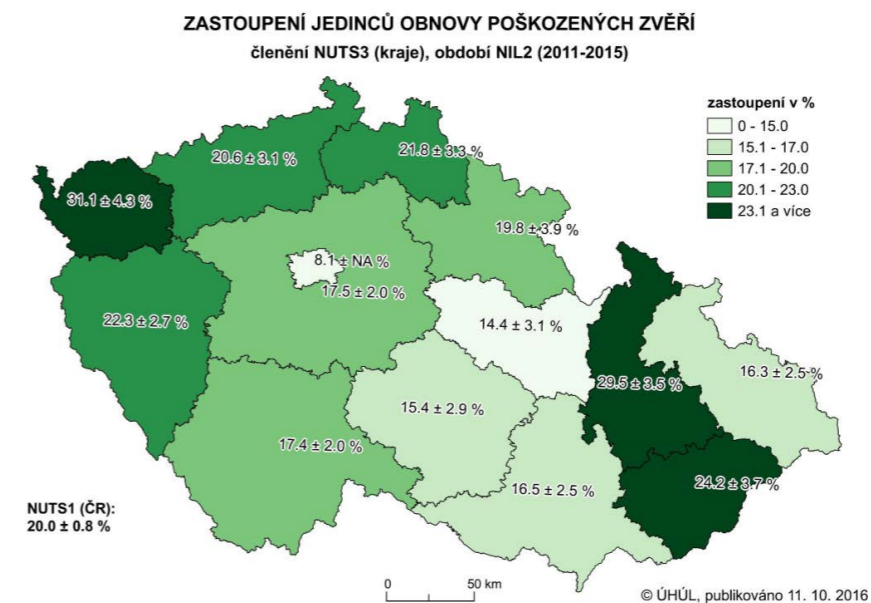 ZASTOUPENÍ JEDINCŮ OBNOVY POŠKOZENÝCH ZVĚŘÍ
členění NUTS3 (kraje), období NIL2 (2011-2015)
zastoupení v %
0 - 15.0
15.1 - 17.0
17.1 - 20.0
20.1 - 23.0
23.1 a více
21.8 ± 3.3 %
20.6 ± 3.1 %
31.1 ± 4.3 %
19.8 ± 3.9 %
8.1 ± NA %
17.5 ± 2.0 %
22.3 ± 2.7 %
14.4 ± 3.1 %
16.3 ± 2.5 %
29.5 ± 3.5 %
15.4 ± 2.9 %
17.4 ± 2.0 %
24.2 ± 3.7 %
16.5 ± 2.5 %
NUTS1 (ČR):
20.0 ± 0.8 %
0 50 km
© ÚHÚL, publikováno 11. 10. 2016